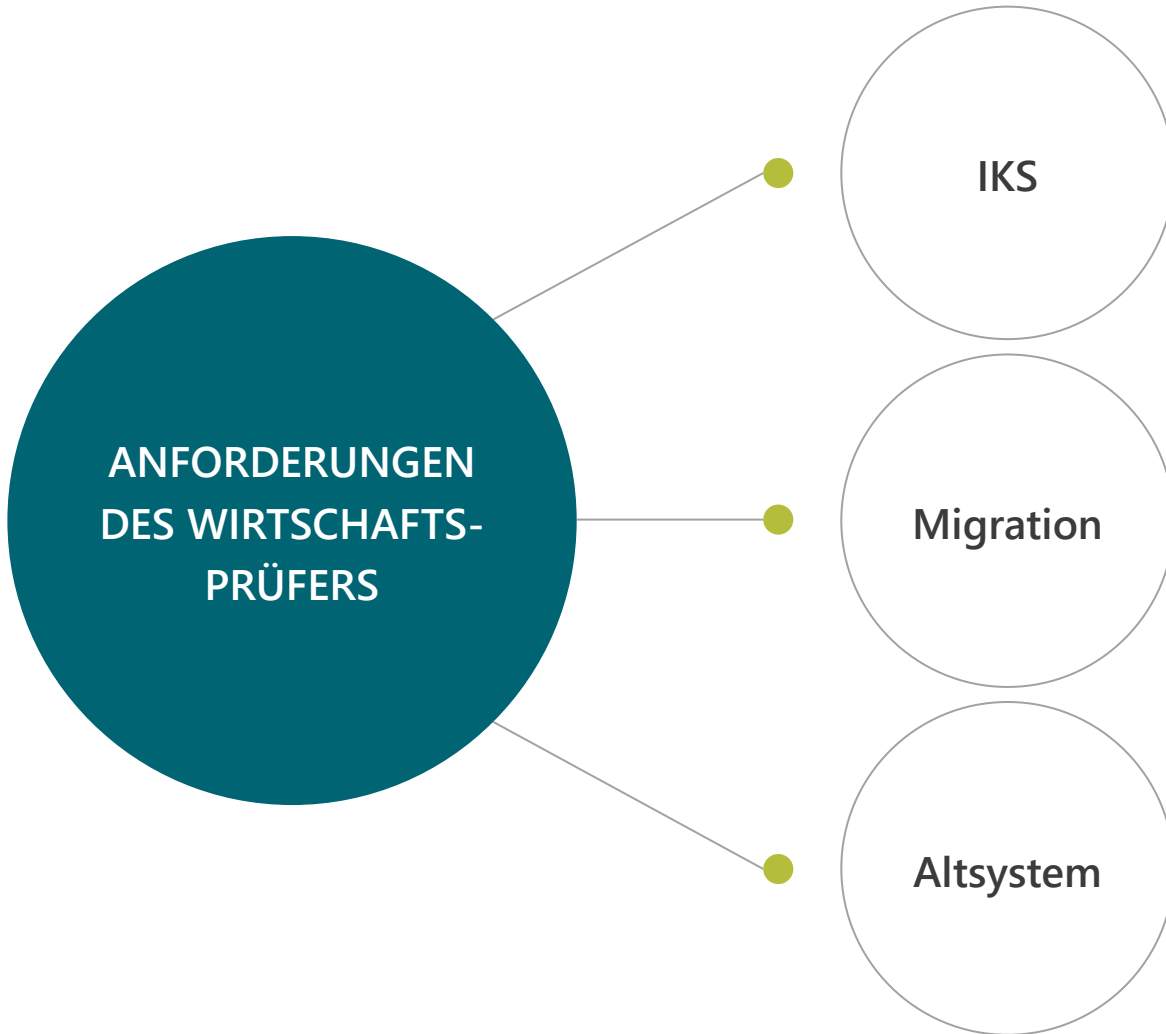 ANFORDERUNGEN
DES WIRTSCHAFTS-
PRÜFERS
IKS
Migration
Altsystem